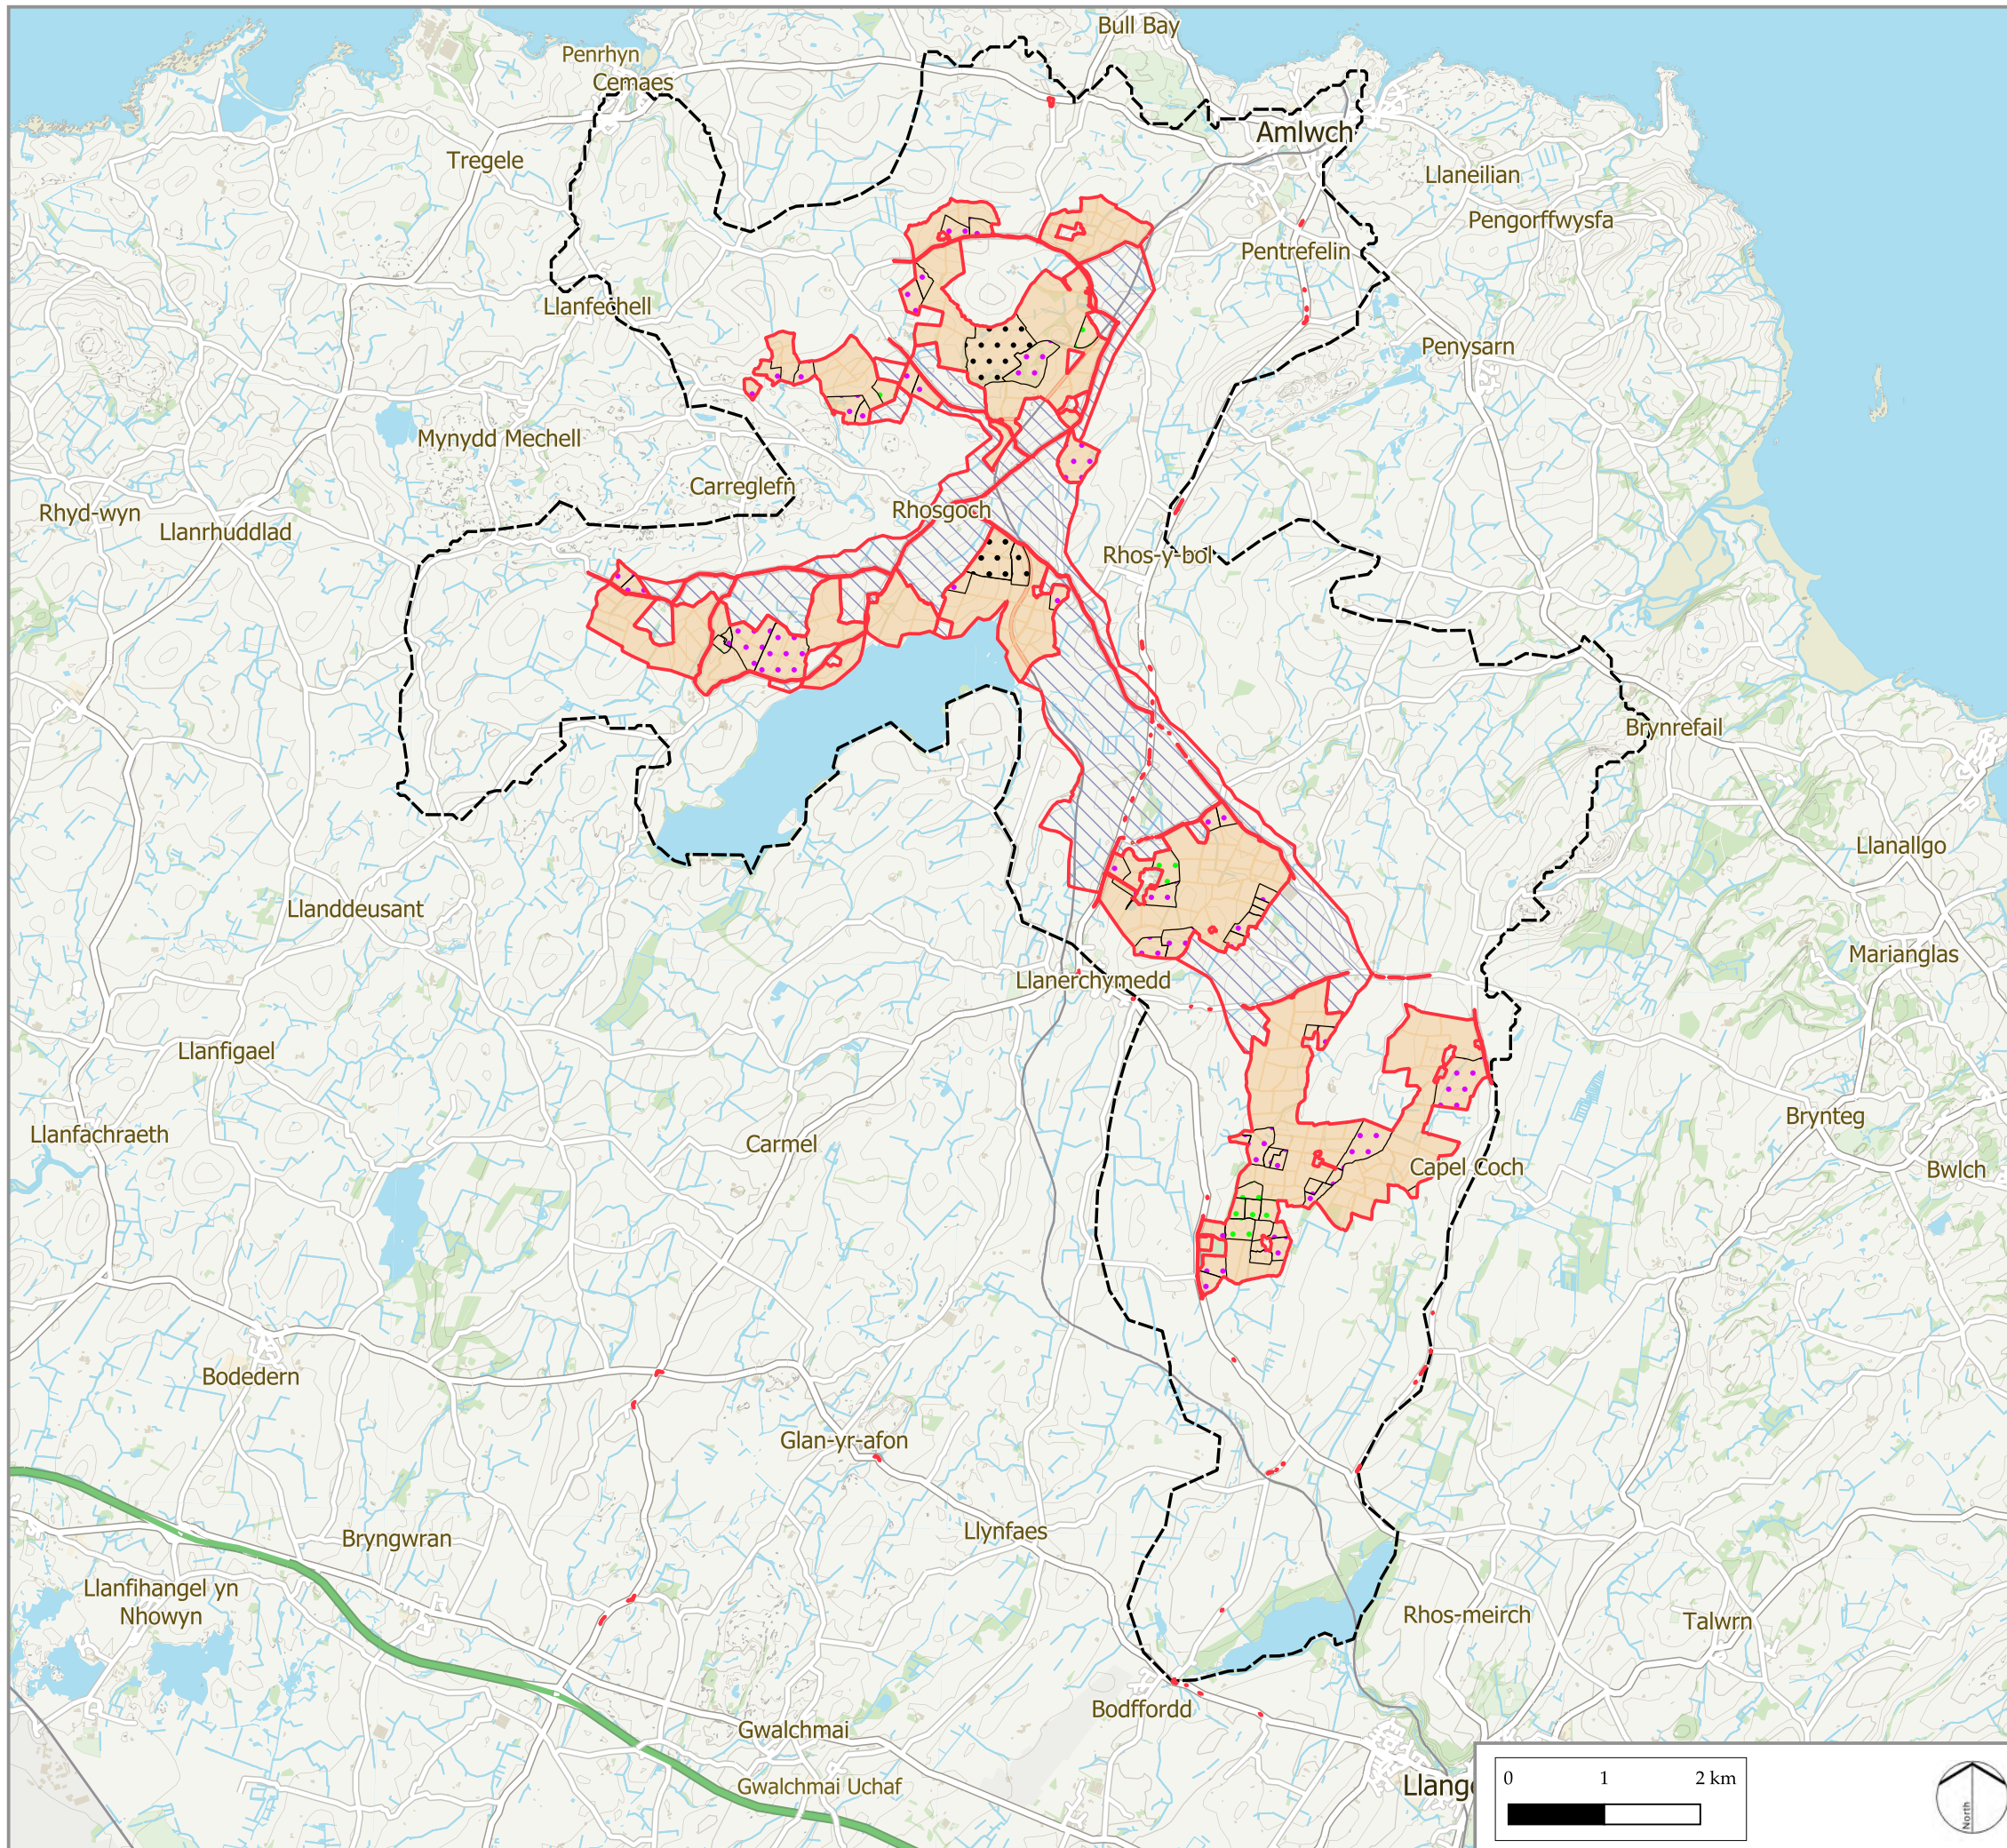 Bull Bay
Penrhyn
Cemaes
Amlwch
Tregele
Llaneilian
Pengorffwysfa
Pentrefelin
Llanfechell
Penysarn
Mynydd Mechell
Carreglefn
Rhyd-wyn
Rhosgoch
Llanrhuddlad
Rhos-y-bol
Brynrefail
Llanallgo
Llanddeusant
Marianglas
Llanerchymedd
Llanfigael
Brynteg
Llanfachraeth
Carmel
Capel Coch
Bwlch
Bodedern
Glan-yr-afon
Llynfaes
Bryngwran
Llanfihangel yn
Nhowyn
Rhos-meirch
Talwrn
Bodffordd
Gwalchmai
Gwalchmai Uchaf
Llange
0 1 2 km
North